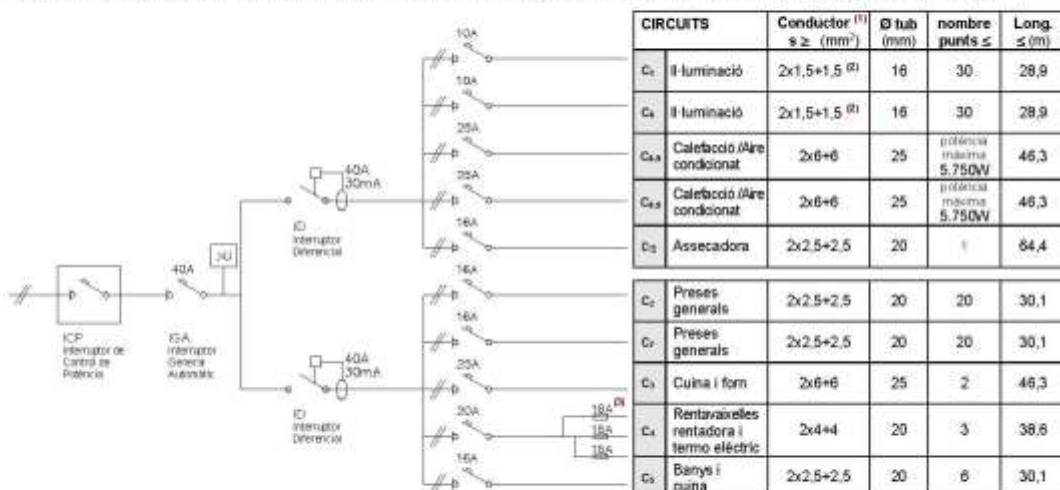 CIRCUITS Conductor (1) s ≥ (mm²) Ø tub (mm) nombre punts ≤ Long. ≤ (m)
10A
C₁ Il·luminació 2x1,5+1,5 (2) 16 30 28,9
10A
C₆ Il·luminació 2x1,5+1,5 (2) 16 30 28,9
25A
Calefacció/Aire condicionat 2x6+6 25 potència màxima 5.750W 46,3
25A
Calefacció/Aire condicionat 2x6+6 25 potència màxima 5.750W 46,3
16A
Assecadora 2x2,5+2,5 20 1 64,4
40A
30mA
ID
Interruptor
Diferencial
40A
ICP
Interruptor de
Control de
Potència
IGA
Interruptor
General
Automàtic
16A
C₂ Preses generals 2x2,5+2,5 20 20 30,1
16A
C₇ Preses generals 2x2,5+2,5 20 20 30,1
25A
C₃ Cuina i forn 2x6+6 25 2 46,3
20A
16A (3)
16A
16A
C₄ Rentavaixelles rentadora i termo elèctric 2x4+4 20 3 38,6
16A
C₅ Banys i cuina 2x2,5+2,5 20 6 30,1
40A
30mA
ID
Interruptor
Diferencial